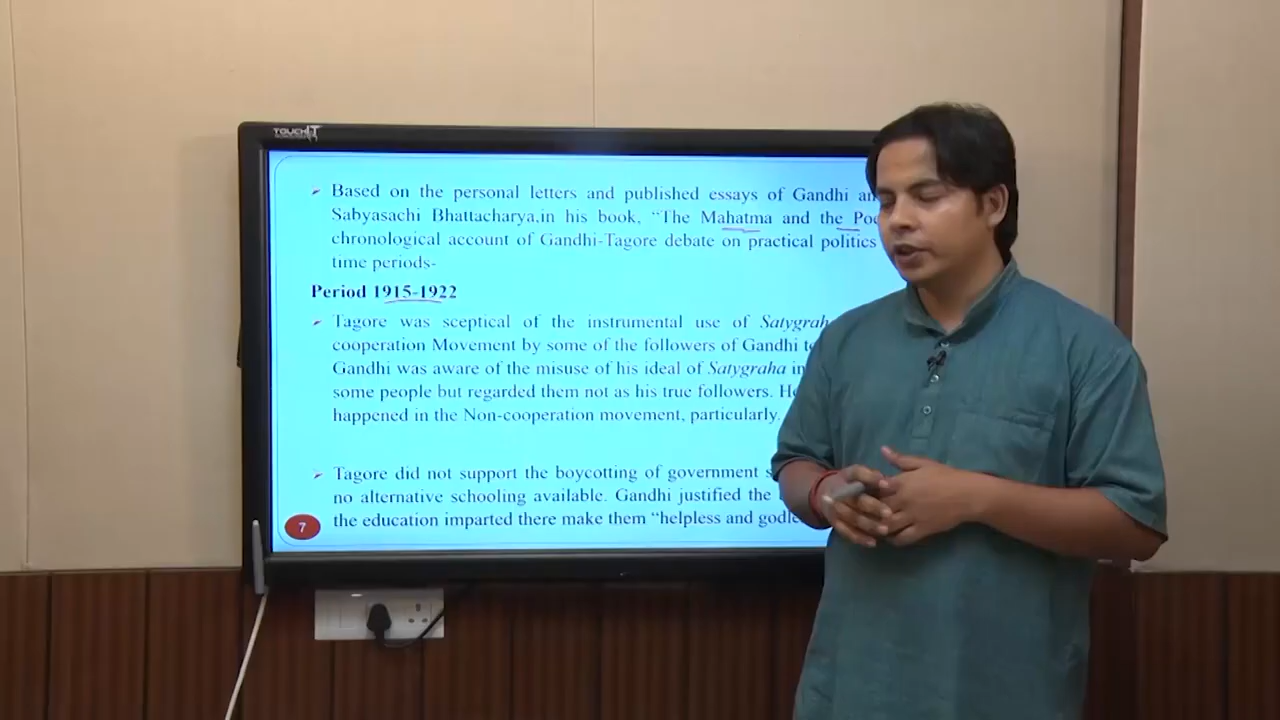 TOUCHIT
Based on the personal letters and published essays of Gandhi
Sabyasachi Bhattacharya,in his book, “The Mahatma and the
chronological account of Gandhi-Tagore debate on practical politics
time periods-
Period 1915-1922
Tagore was sceptical of the instrumental use of
cooperation Movement by some of the followers of Gandhi
Gandhi was aware of the misuse of his ideal of Satygraha in
some people but regarded them not as his true followers.
happened in the Non-cooperation movement, particularly.
Tagore did not support the boycotting of government
no alternative schooling available. Gandhi justified the
the education imparted there make them “helpless and
7